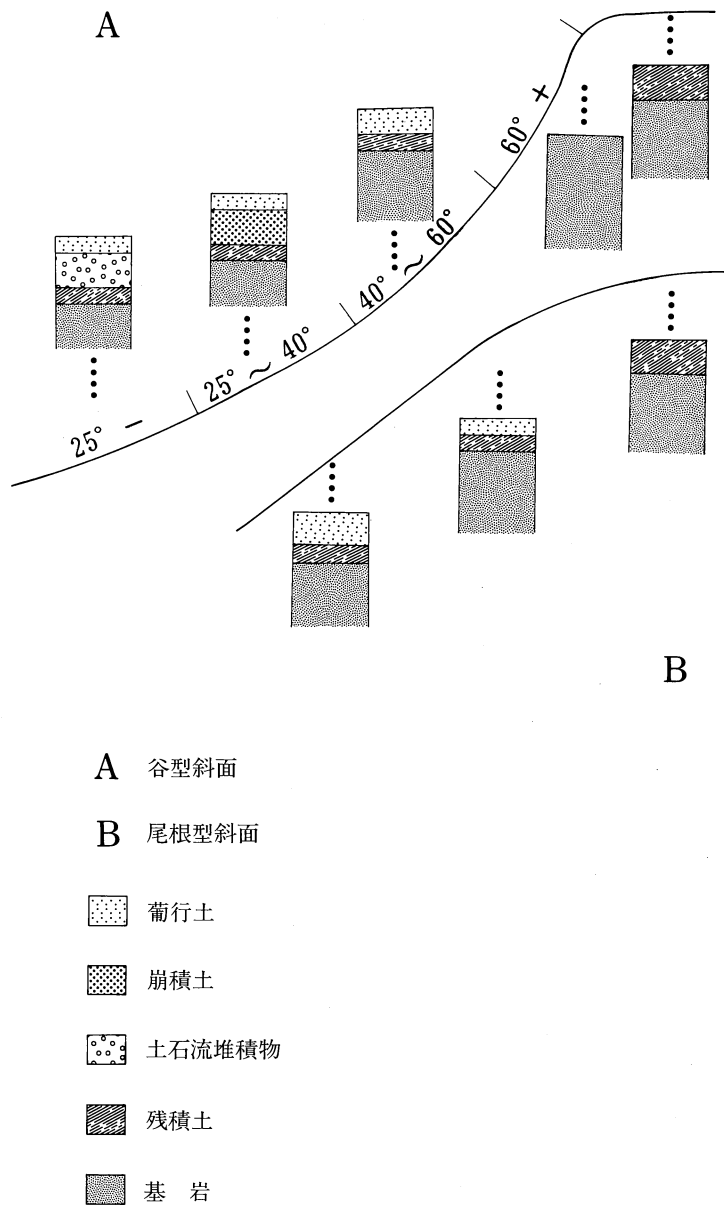 A
60° +
40° ~ 60°
25° ~ 40°
25° −
B
A 谷型斜面
B 尾根型斜面
葡行土
崩積土
土石流堆積物
残積土
基 岩